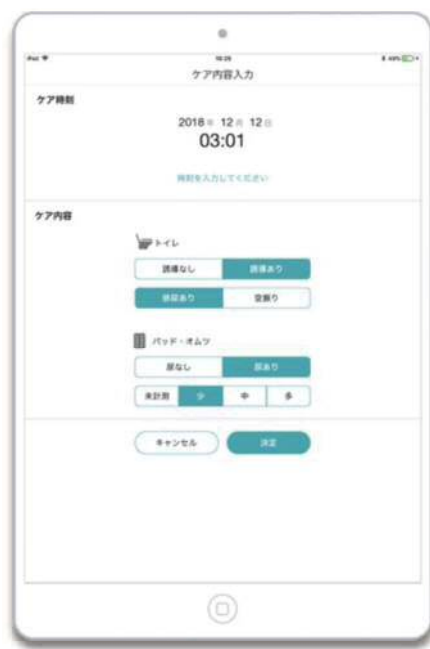 iPad
10:25
49%
ケア内容入力
ケア時刻
2018年 12月 12日
03:01
時刻を入力してください
ケア内容
トイレ
誘導なし 誘導あり
排尿あり 空振り
パッド・オムツ
尿なし 尿あり
未計測 少 中 多
キャンセル 決定